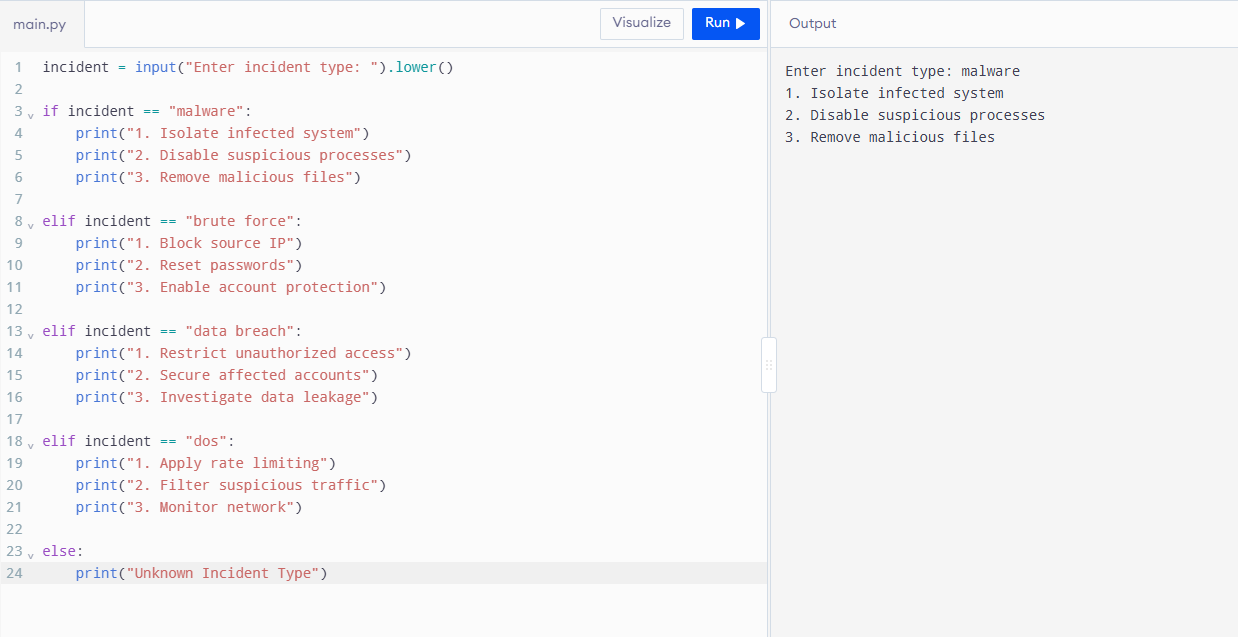 main.py
Visualize
Run
Output
1 incident = input("Enter incident type: ").lower()
2
3 if incident == "malware":
4     print("1. Isolate infected system")
5     print("2. Disable suspicious processes")
6     print("3. Remove malicious files")
7
8 elif incident == "brute force":
9     print("1. Block source IP")
10     print("2. Reset passwords")
11     print("3. Enable account protection")
12
13 elif incident == "data breach":
14     print("1. Restrict unauthorized access")
15     print("2. Secure affected accounts")
16     print("3. Investigate data leakage")
17
18 elif incident == "dos":
19     print("1. Apply rate limiting")
20     print("2. Filter suspicious traffic")
21     print("3. Monitor network")
22
23 else:
24     print("Unknown Incident Type")
Enter incident type: malware
1. Isolate infected system
2. Disable suspicious processes
3. Remove malicious files